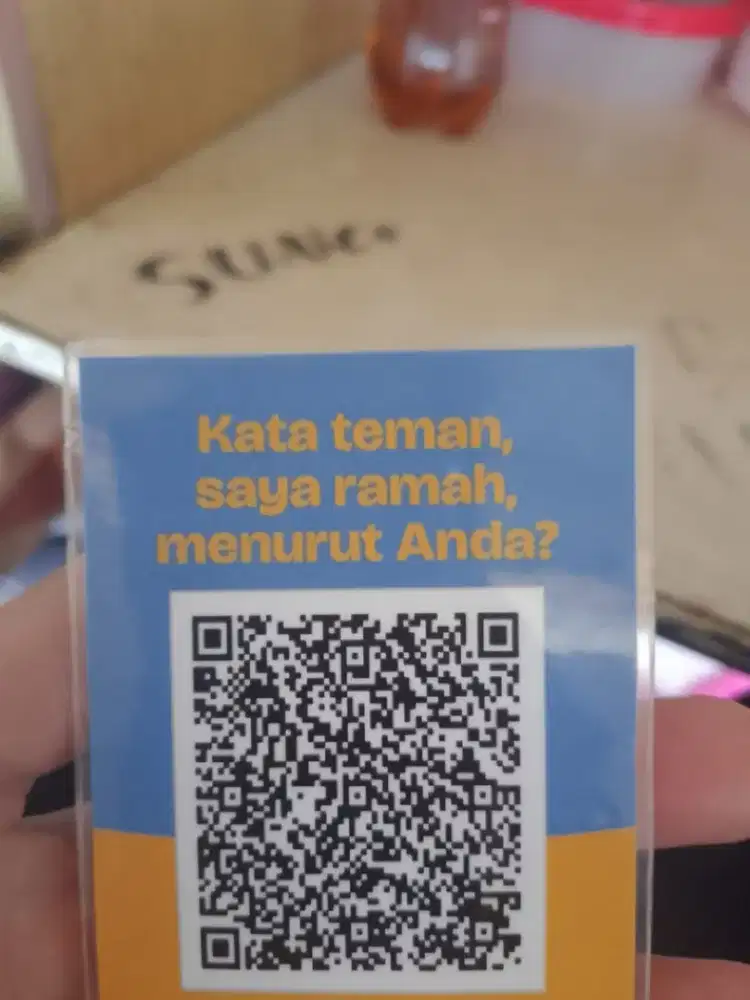 Kata teman,
saya ramah,
menurut Anda?